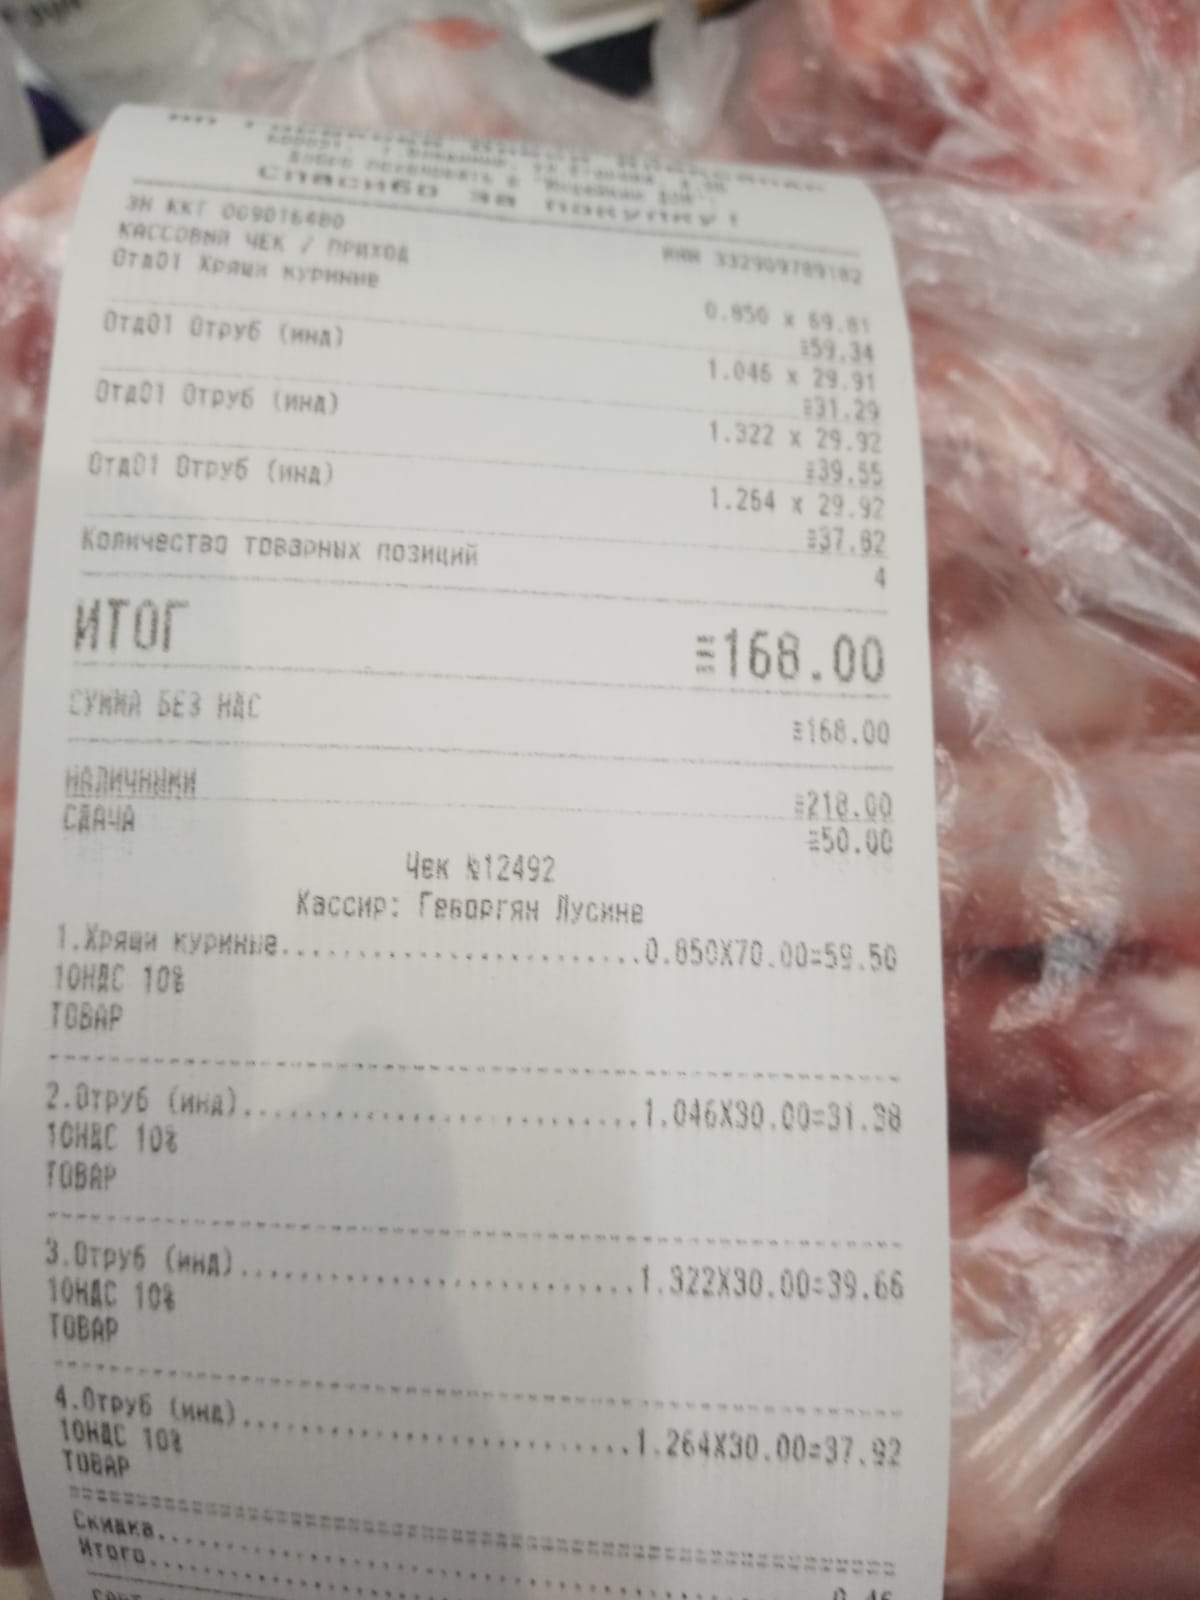 Спасибо за покупку!
ЗН ККТ 0G9016480
ИНН 332909789182
КАССОВЫЙ ЧЕК / ПРИХОД
Отд01 Хрящи куриные
0.850 x 69.81
≡59.34
Отд01 Отруб (инд)
1.046 x 29.91
≡31.29
Отд01 Отруб (инд)
1.322 x 29.92
≡39.55
Отд01 Отруб (инд)
1.264 x 29.92
≡37.82
Количество товарных позиций 4
ИТОГ ≡168.00
СУММА БЕЗ НДС ≡168.00
НАЛИЧНЫМИ ≡218.00
СДАЧА ≡50.00
Чек №12492
Кассир: Геворгян Лусине
1.Хрящи куриные........................0.850X70.00=59.50
10НДС 10%
ТОВАР
2.Отруб (инд)..........................1.046X30.00=31.38
10НДС 10%
ТОВАР
3.Отруб (инд)..........................1.322X30.00=39.66
10НДС 10%
ТОВАР
4.Отруб (инд)..........................1.264X30.00=37.92
10НДС 10%
ТОВАР
Скидка.................... 0.46
Итого....................